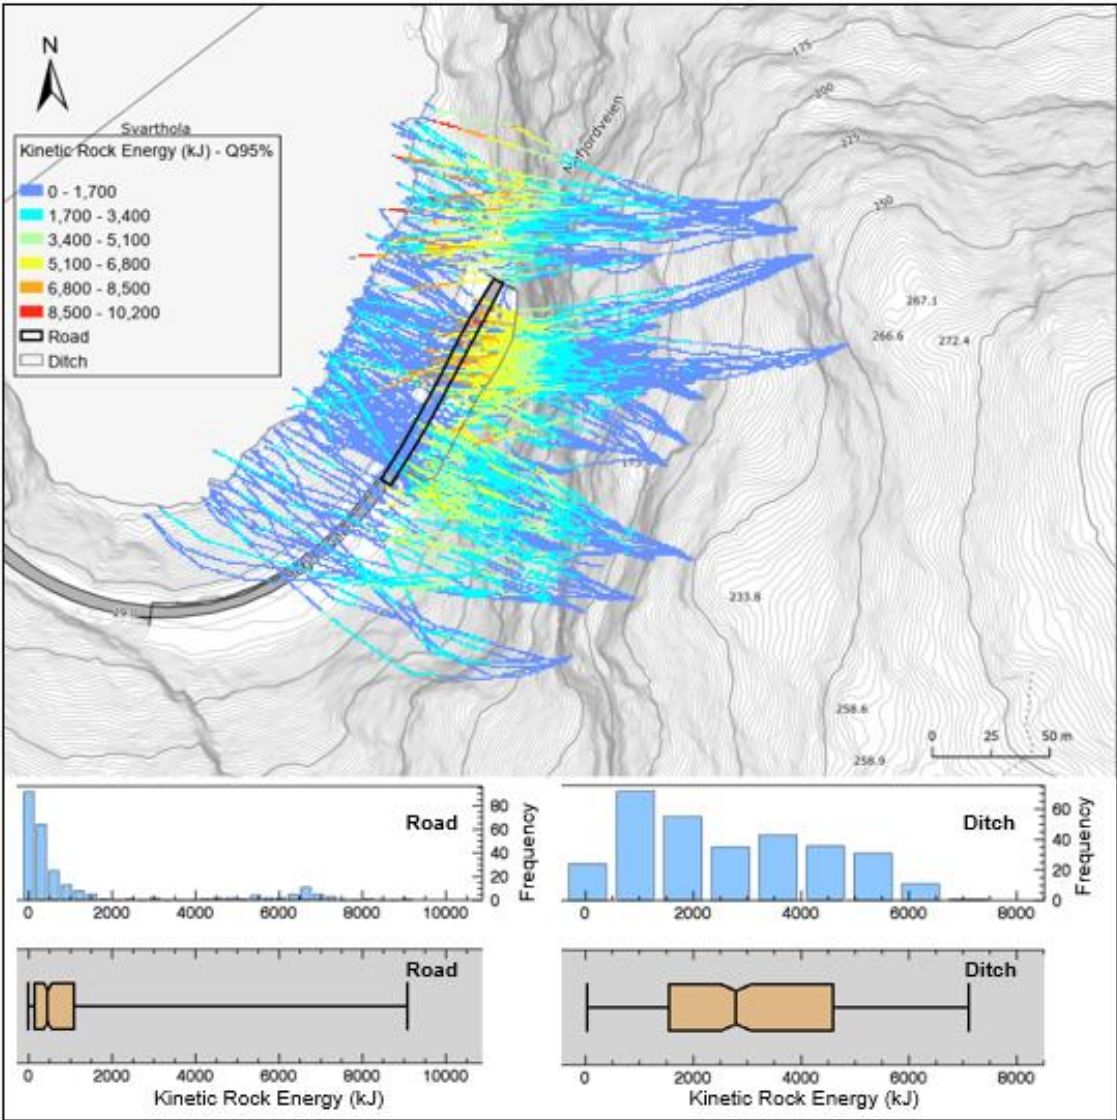 N
Svarthola
Kinetic Rock Energy (kJ) - Q95%
0 - 1,700
1,700 - 3,400
3,400 - 5,100
5,100 - 6,800
6,800 - 8,500
8,500 - 10,200
Road
Ditch
175
200
225
250
267.1
266.6
272.4
233.8
258.6
258.9
0 25 50 m
Road
Frequency
80
60
40
20
0
0 2000 4000 6000 8000 10000
Ditch
Frequency
60
40
20
0
0 2000 4000 6000 8000
Road
0 2000 4000 6000 8000 10000
Kinetic Rock Energy (kJ)
Ditch
0 2000 4000 6000 8000
Kinetic Rock Energy (kJ)